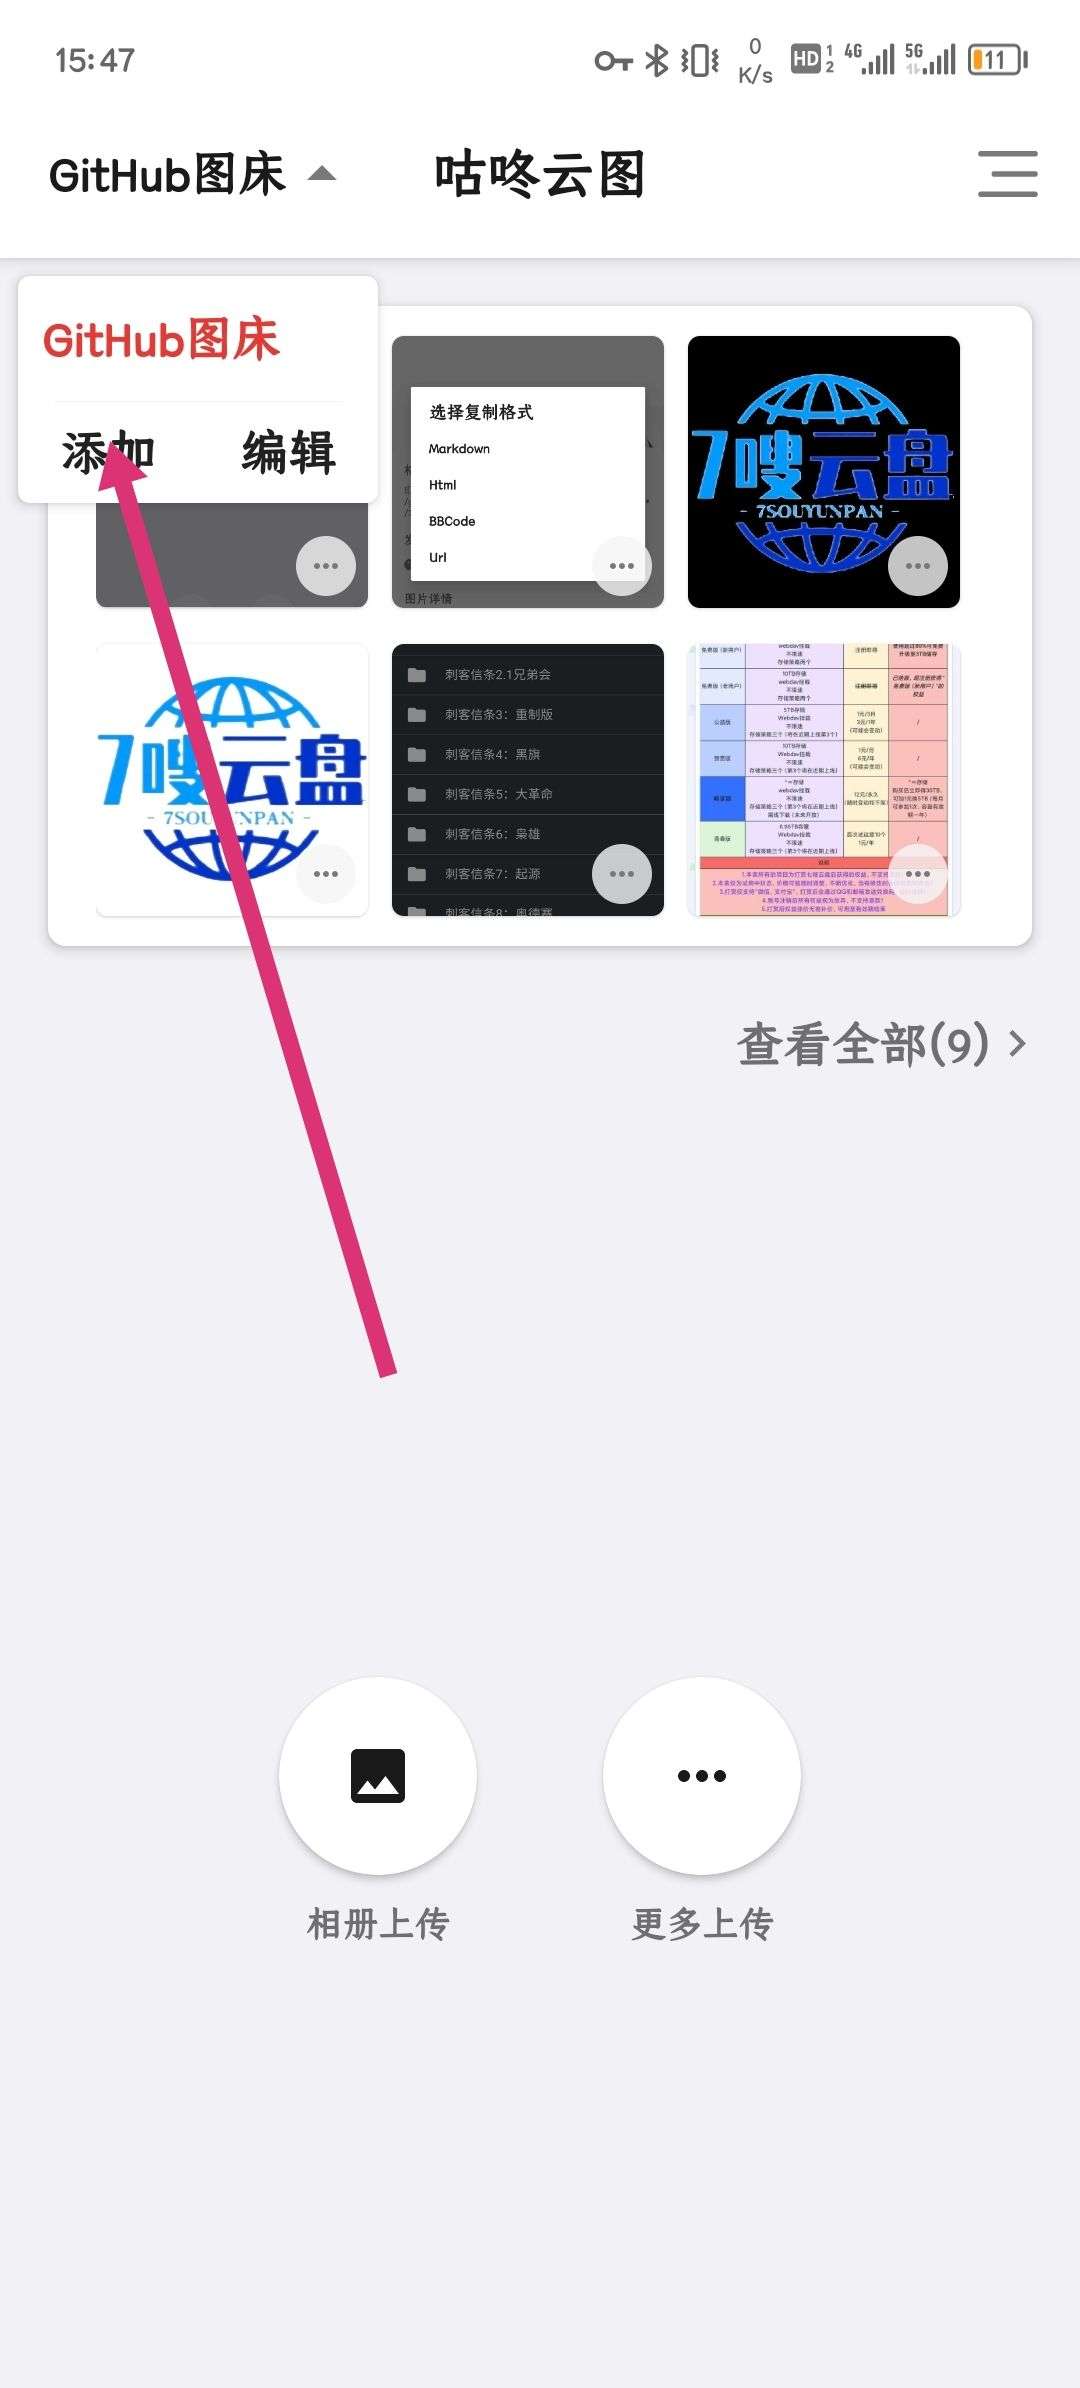 15:47
0
K/s
HD 1 2
4G
5G
11
GitHub图床
咕咚云图
GitHub图床
添加
编辑
选择复制格式
Markdown
Html
BBCode
Url
图片详情
7嗖云盘
- 7SOUYUNPAN -
7嗖云盘
- 7SOUYUNPAN -
刺客信条2.1兄弟会
刺客信条3：重制版
刺客信条4：黑旗
刺客信条5：大革命
刺客信条6：枭雄
刺客信条7：起源
刺客信条8：奥德赛
查看全部(9)
相册上传
更多上传